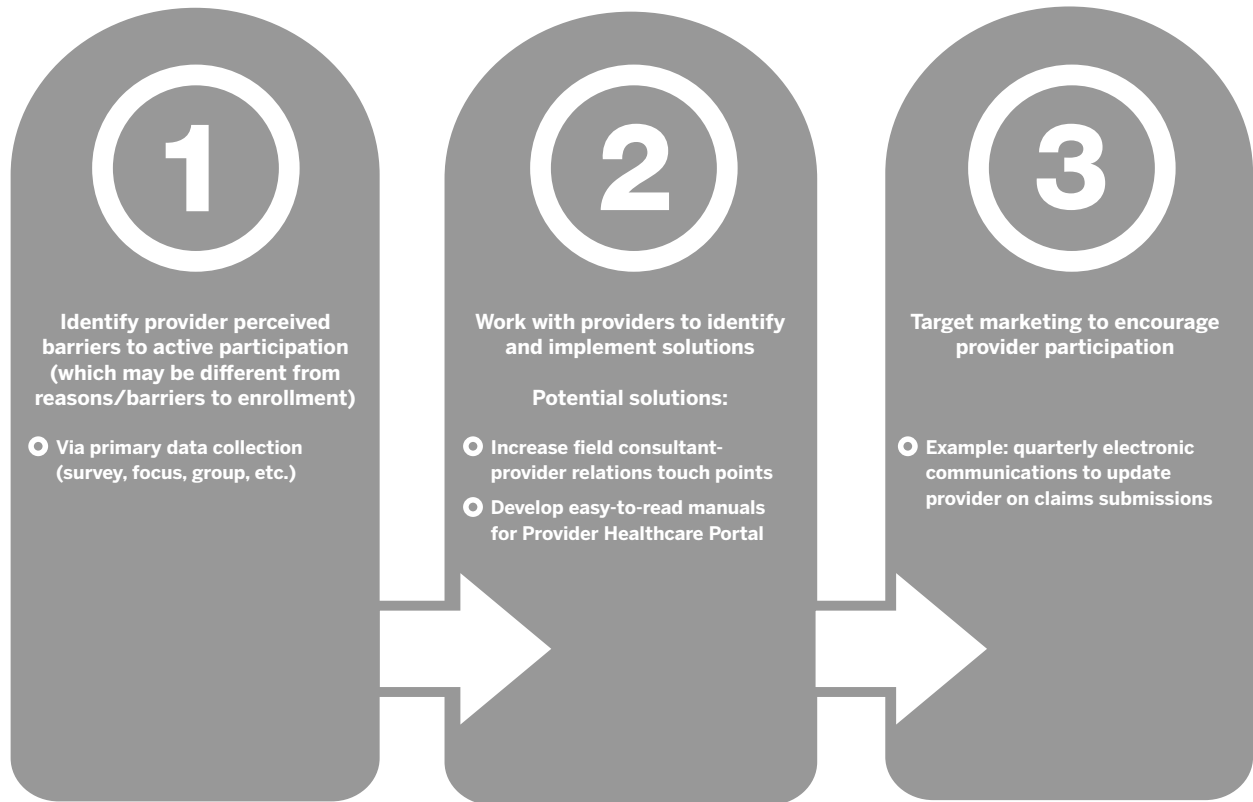 1
Identify provider perceived
barriers to active participation
(which may be different from
reasons/barriers to enrollment)
Via primary data collection
(survey, focus, group, etc.)
2
Work with providers to identify
and implement solutions
Potential solutions:
Increase field consultant-
provider relations touch points
Develop easy-to-read manuals
for Provider Healthcare Portal
3
Target marketing to encourage
provider participation
Example: quarterly electronic
communications to update
provider on claims submissions